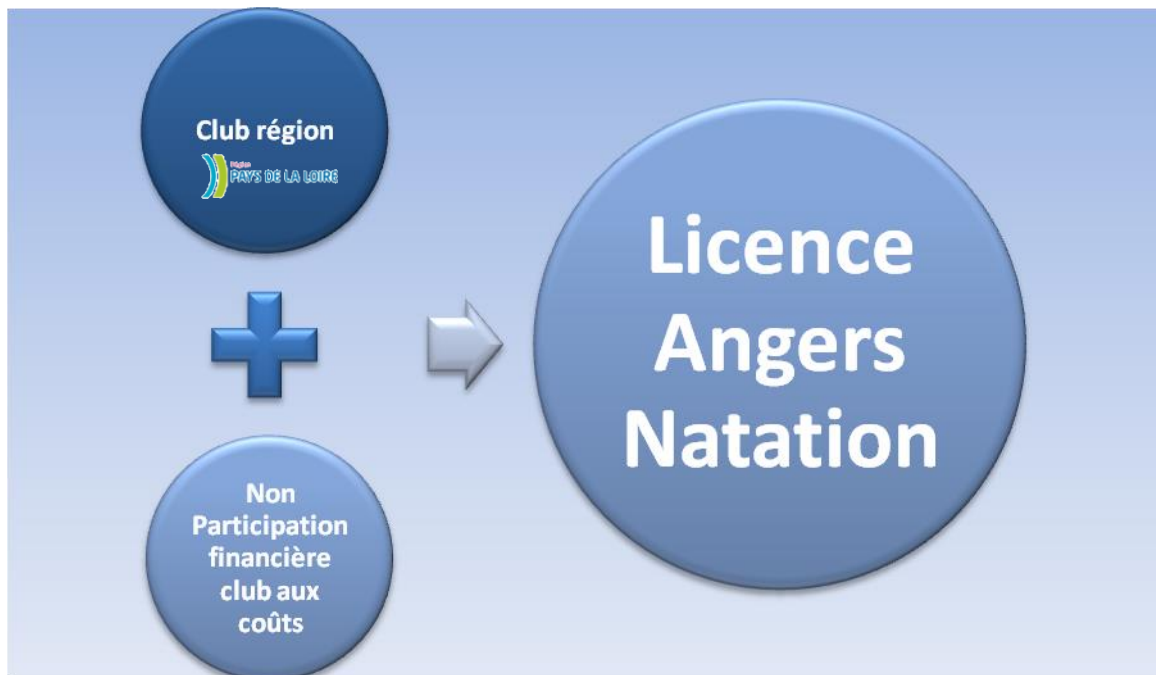 Club région
Région
PAYS DE LA LOIRE
Non
Participation
financière
club aux
coûts
Licence
Angers
Natation